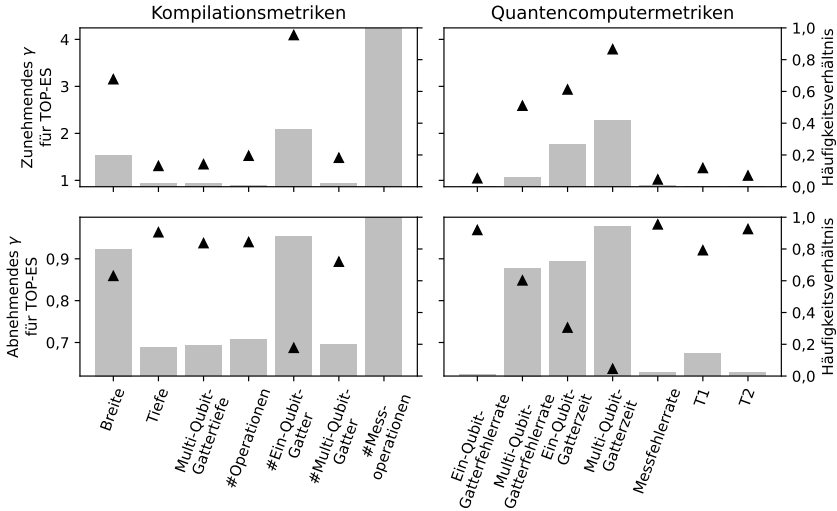 Kompilationsmetriken
Quantencomputermetriken
Zunehmendes γ
für TOP-ES
4
3
2
1
1,0
0,8
0,6
0,4
0,2
0,0
Häufigkeitsverhältnis
Abnehmendes γ
für TOP-ES
0,9
0,8
0,7
1,0
0,8
0,6
0,4
0,2
0,0
Häufigkeitsverhältnis
Breite
Tiefe
Multi-Qubit-
Gattertiefe
#Operationen
#Ein-Qubit-
Gatter
#Multi-Qubit-
Gatter
#Mess-
operationen
Ein-Qubit-
Gatterfehlerrate
Multi-Qubit-
Gatterfehlerrate
Ein-Qubit-
Gatterzeit
Multi-Qubit-
Gatterzeit
Messfehlerrate
T1
T2